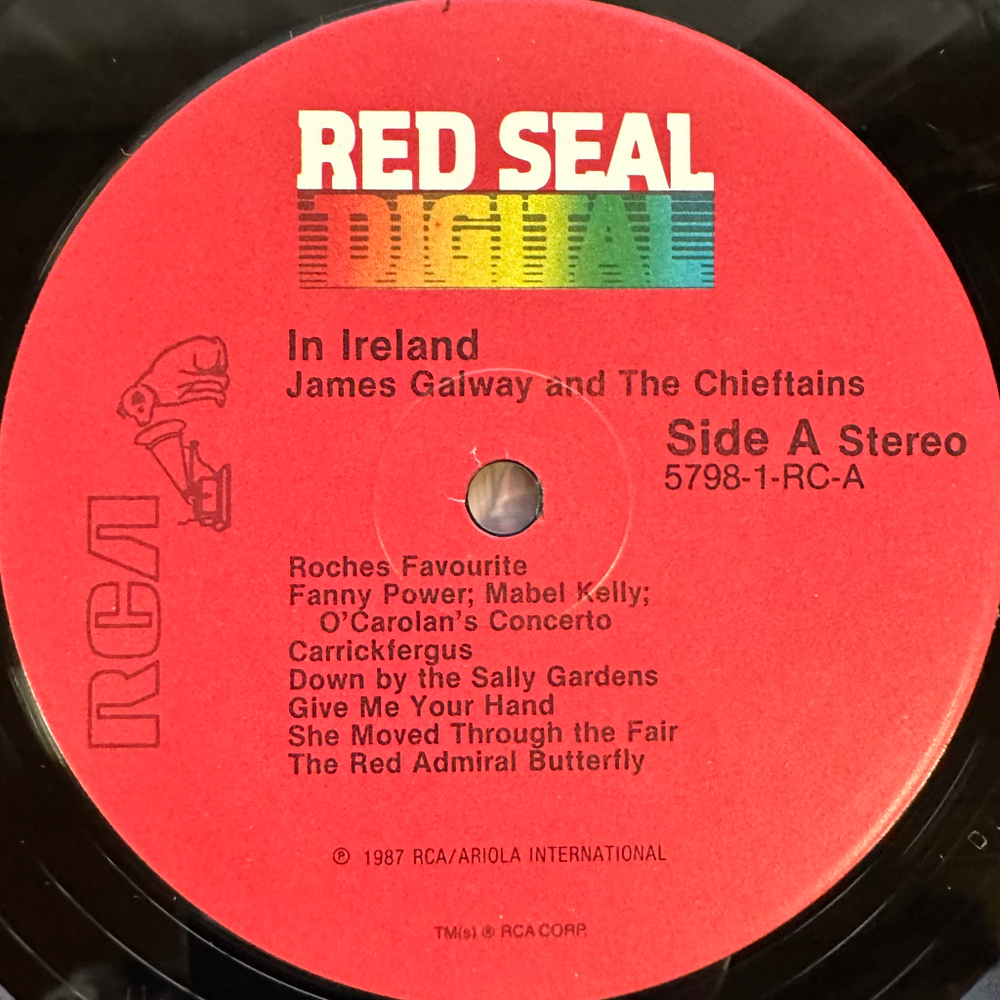 RED SEAL
DIGITAL
In Ireland
James Galway and The Chieftains
Side A Stereo
5798-1-RC-A
RCA
Roches Favourite
Fanny Power; Mabel Kelly;
O'Carolan's Concerto
Carrickfergus
Down by the Sally Gardens
Give Me Your Hand
She Moved Through the Fair
The Red Admiral Butterfly
℗ 1987 RCA/ARIOLA INTERNATIONAL
TM(s) ® RCA CORP.